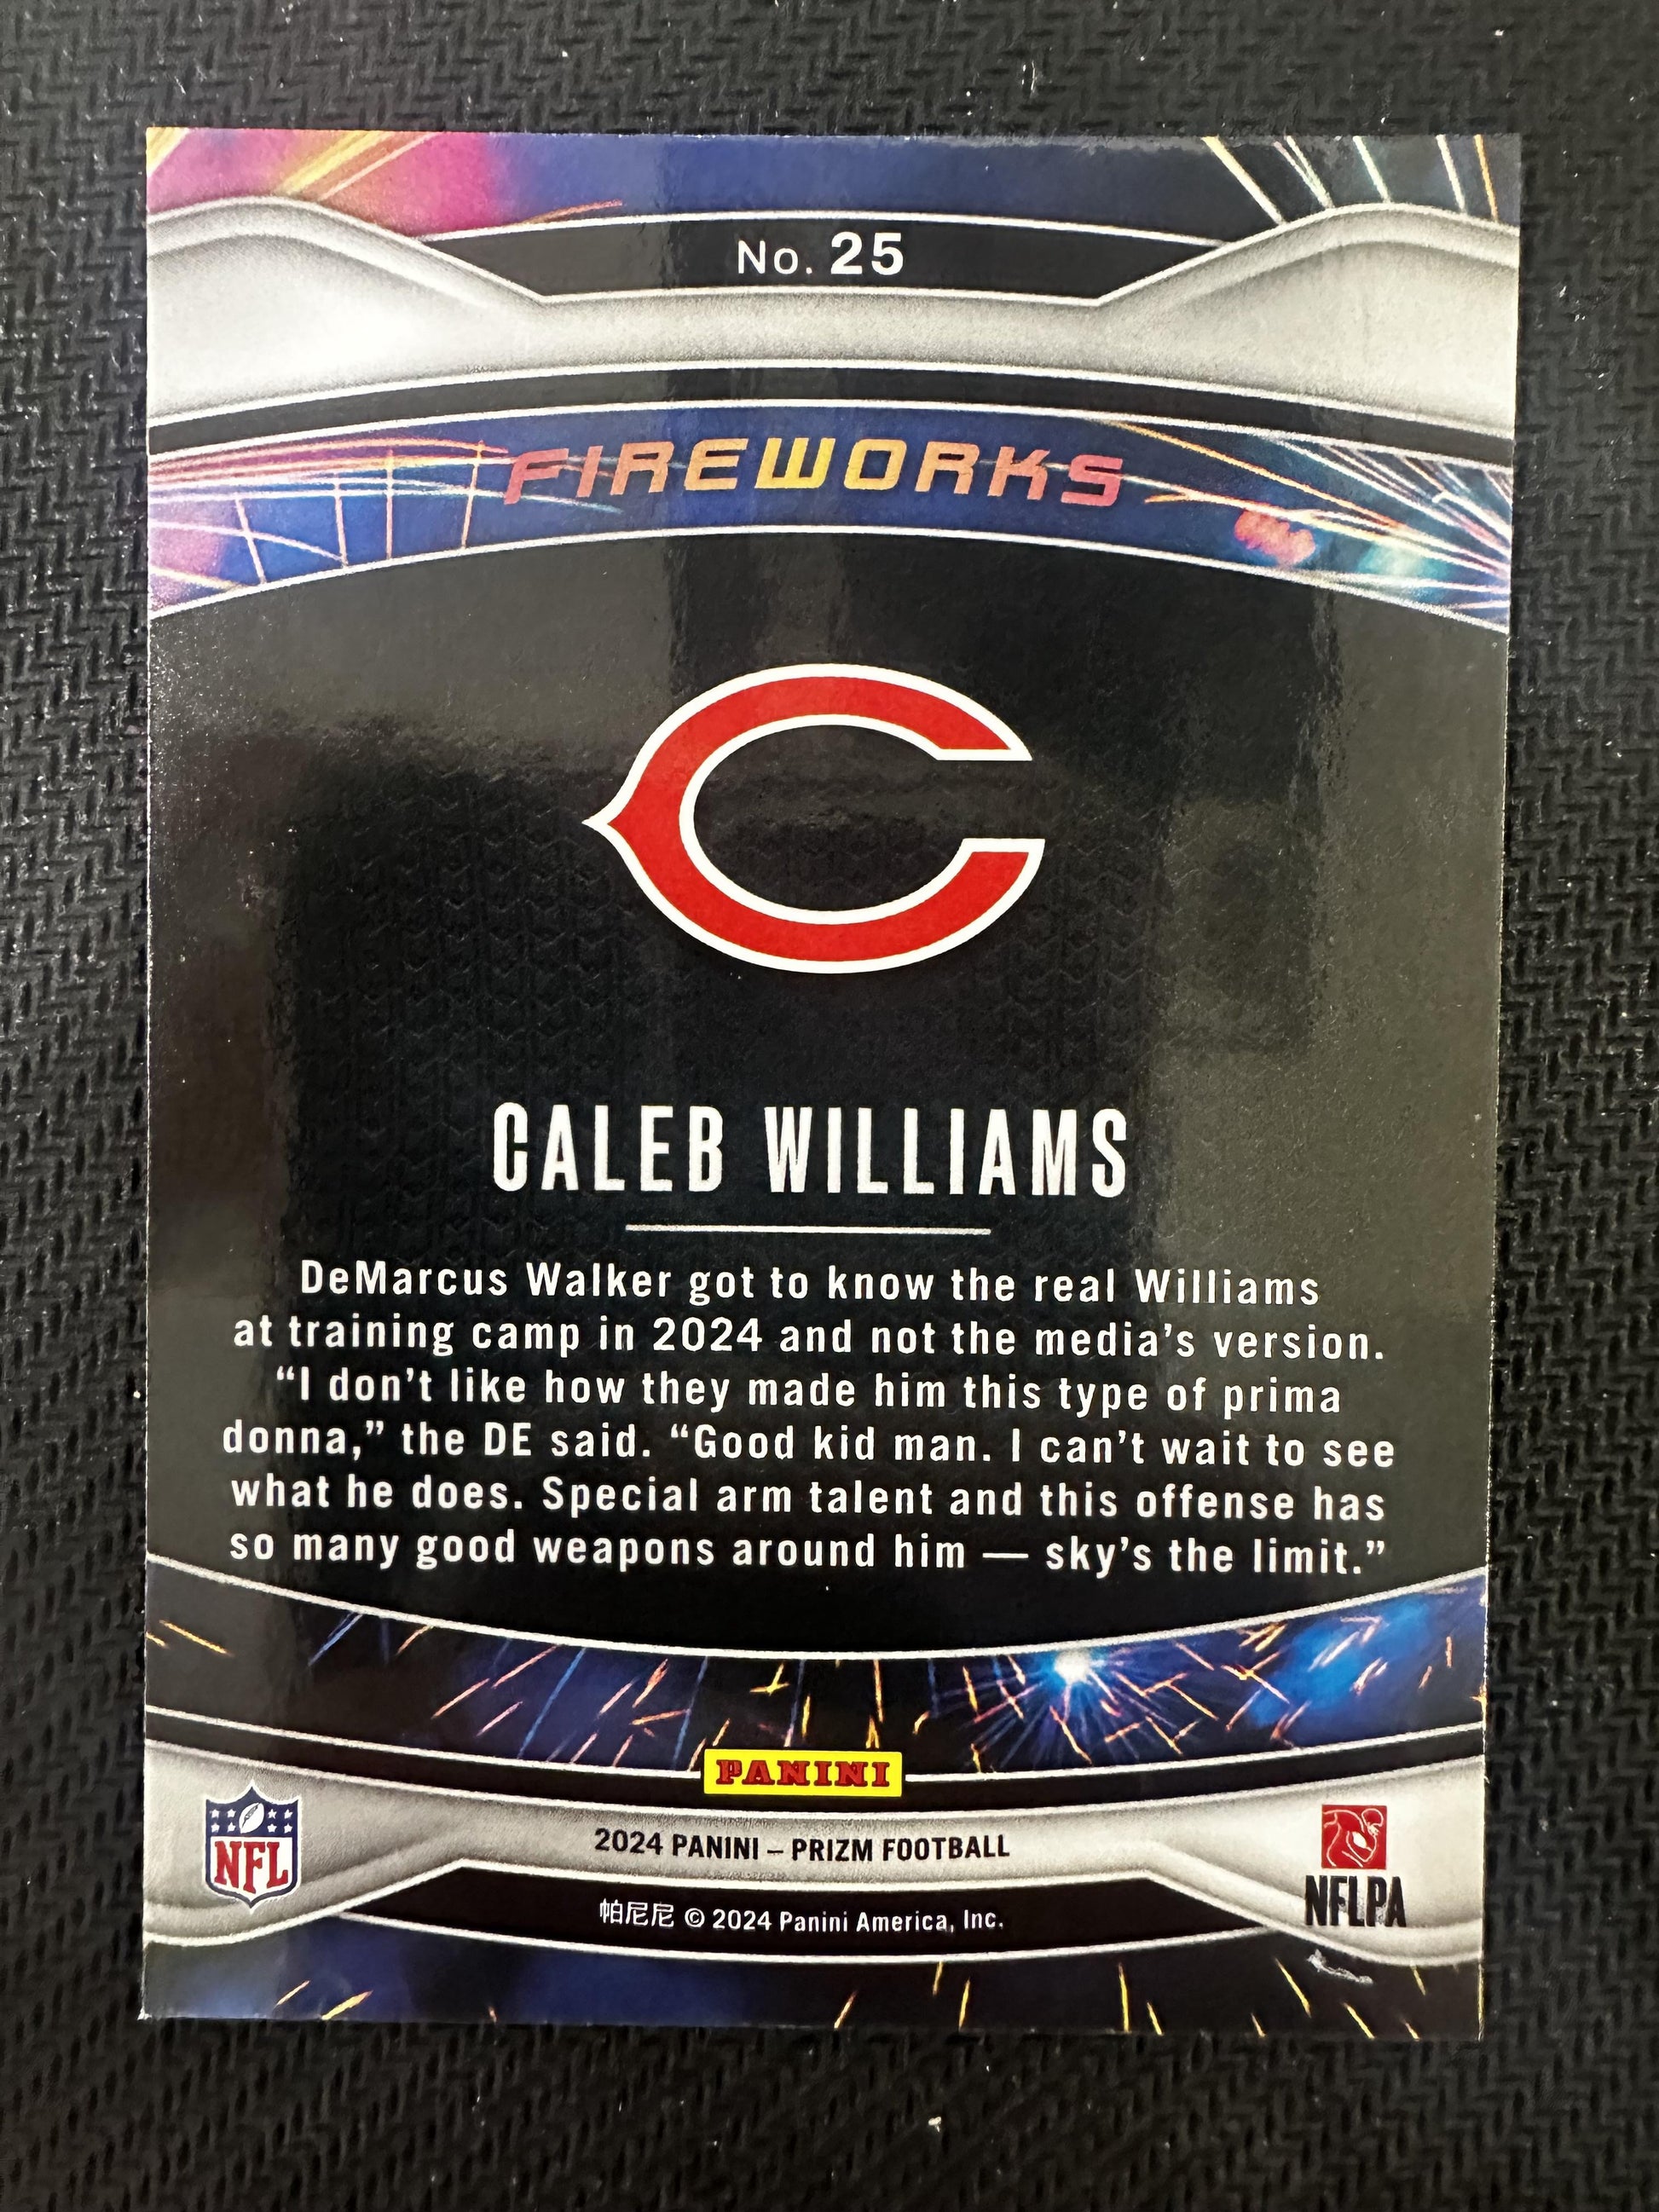 No. 25
FIREWORKS
CALEB WILLIAMS
DeMarcus Walker got to know the real Williams
at training camp in 2024 and not the media's version.
“I don't like how they made him this type of prima
donna,” the DE said. “Good kid man. I can't wait to see
what he does. Special arm talent and this offense has
so many good weapons around him — sky's the limit.”
PANINI
NFL
2024 PANINI – PRIZM FOOTBALL
NFLPA
帕尼尼 © 2024 Panini America, Inc.